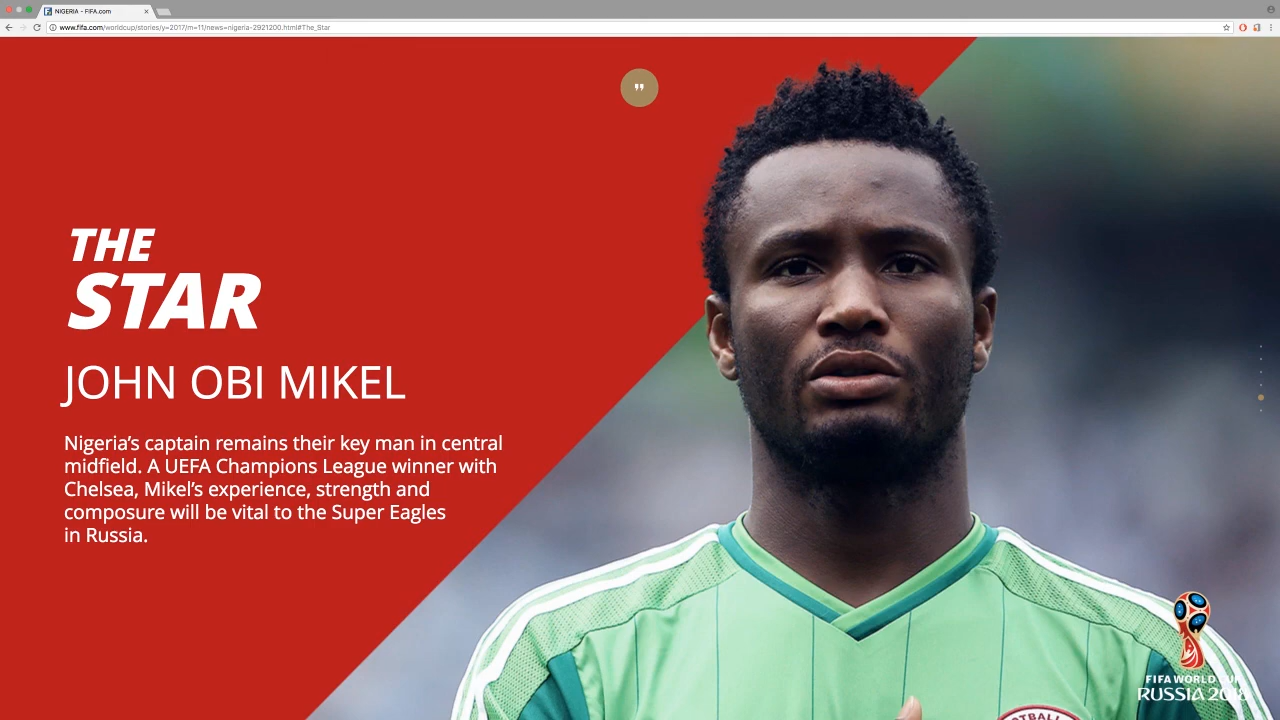 NIGERIA - FIFA.com
www.fifa.com/worldcup/stories/y=2017/m=11/news=nigeria-2921200.html#The_Star
THE
STAR
JOHN OBI MIKEL
Nigeria’s captain remains their key man in central
midfield. A UEFA Champions League winner with
Chelsea, Mikel’s experience, strength and
composure will be vital to the Super Eagles
in Russia.
FIFA WORLD CUP
RUSSIA 2018